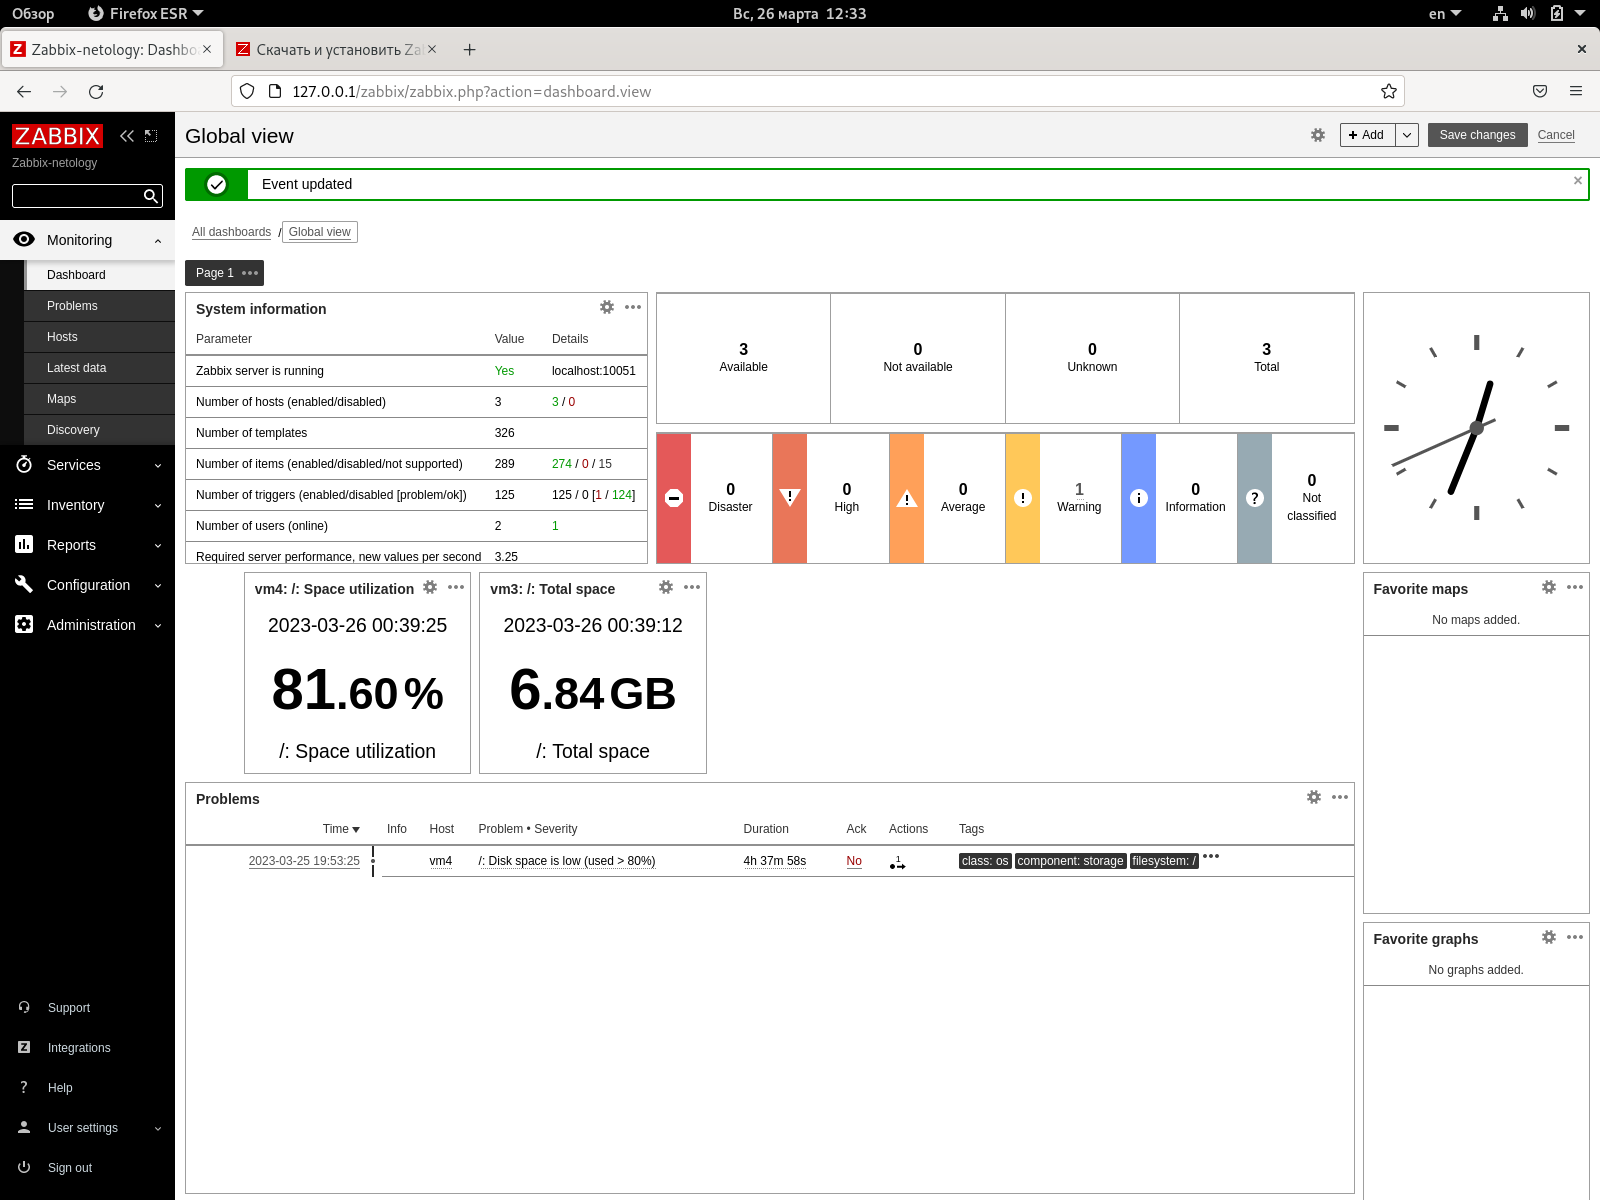 Обзор Firefox ESR Вс, 26 марта 12:33 en
Zabbix-netology: Dashbo Скачать и установить Za
127.0.0.1/zabbix/zabbix.php?action=dashboard.view
ZABBIX
Zabbix-netology
Monitoring
Dashboard
Problems
Hosts
Latest data
Maps
Discovery
Services
Inventory
Reports
Configuration
Administration
Support
Integrations
Help
User settings
Sign out
Global view
+ Add
Save changes
Cancel
Event updated
All dashboards / Global view
Page 1
System information
Parameter Value Details
Zabbix server is running Yes localhost:10051
Number of hosts (enabled/disabled) 3 3 / 0
Number of templates 326
Number of items (enabled/disabled/not supported) 289 274 / 0 / 15
Number of triggers (enabled/disabled [problem/ok]) 125 125 / 0 [1 / 124]
Number of users (online) 2 1
Required server performance, new values per second 3.25
3 0 0 3
Available Not available Unknown Total
0 Disaster
0 High
0 Average
1 Warning
0 Information
0 Not classified
vm4: /: Space utilization
2023-03-26 00:39:25
81.60 %
/: Space utilization
vm3: /: Total space
2023-03-26 00:39:12
6.84 GB
/: Total space
Favorite maps
No maps added.
Problems
Time Info Host Problem • Severity Duration Ack Actions Tags
2023-03-25 19:53:25 vm4 /: Disk space is low (used > 80%) 4h 37m 58s No 1 class: os component: storage filesystem: /
Favorite graphs
No graphs added.